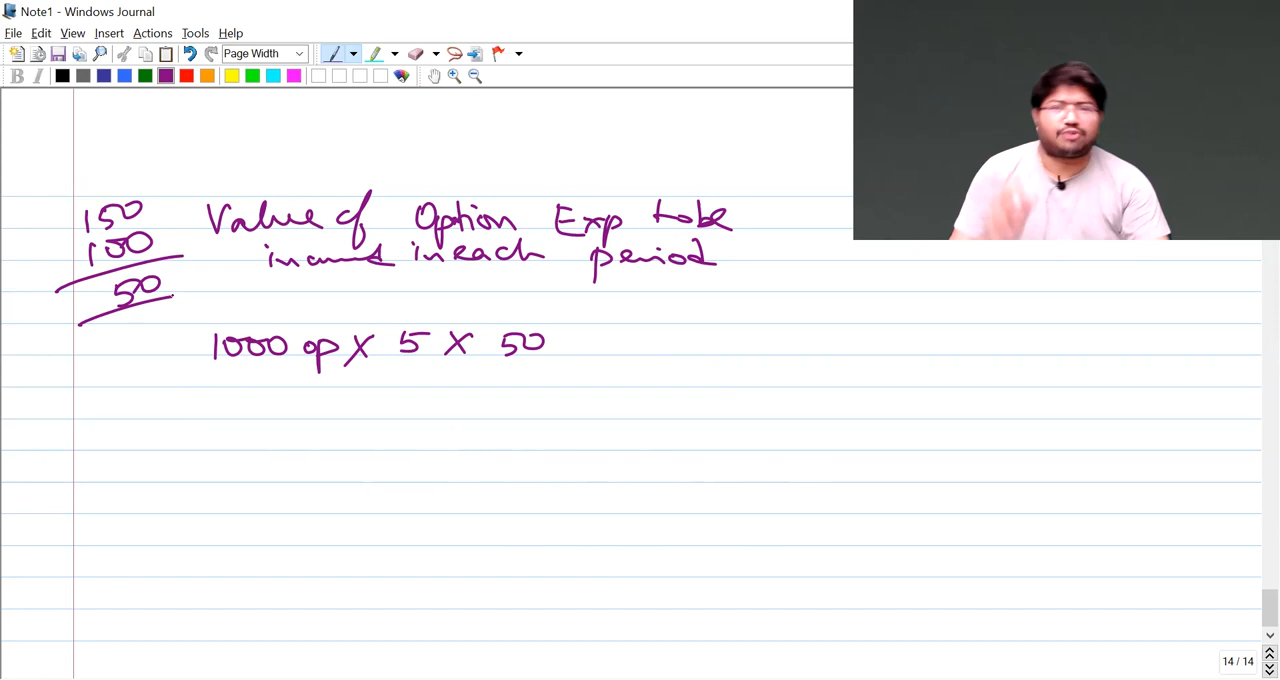 Note1 - Windows Journal
File Edit View Insert Actions Tools Help
Page Width
B I
150 Value of Option Exp to be
100 incurred in each period
50
1000 op X 5 X 50
14 / 14